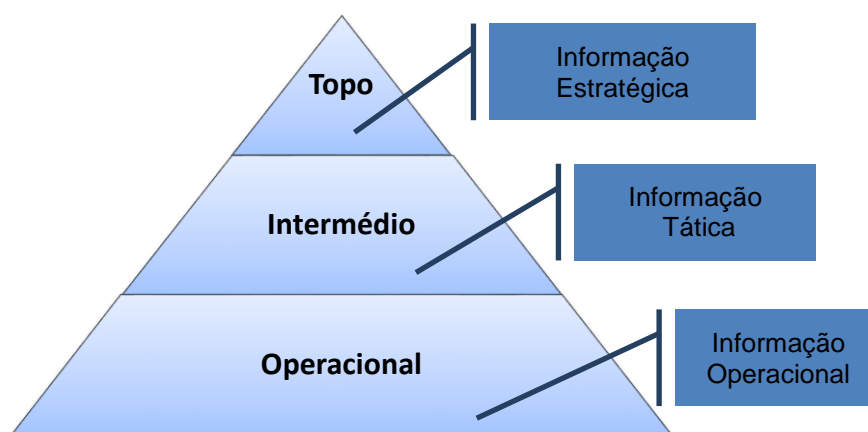 Topo
Informação
Estratégica
Intermédio
Informação
Tática
Operacional
Informação
Operacional